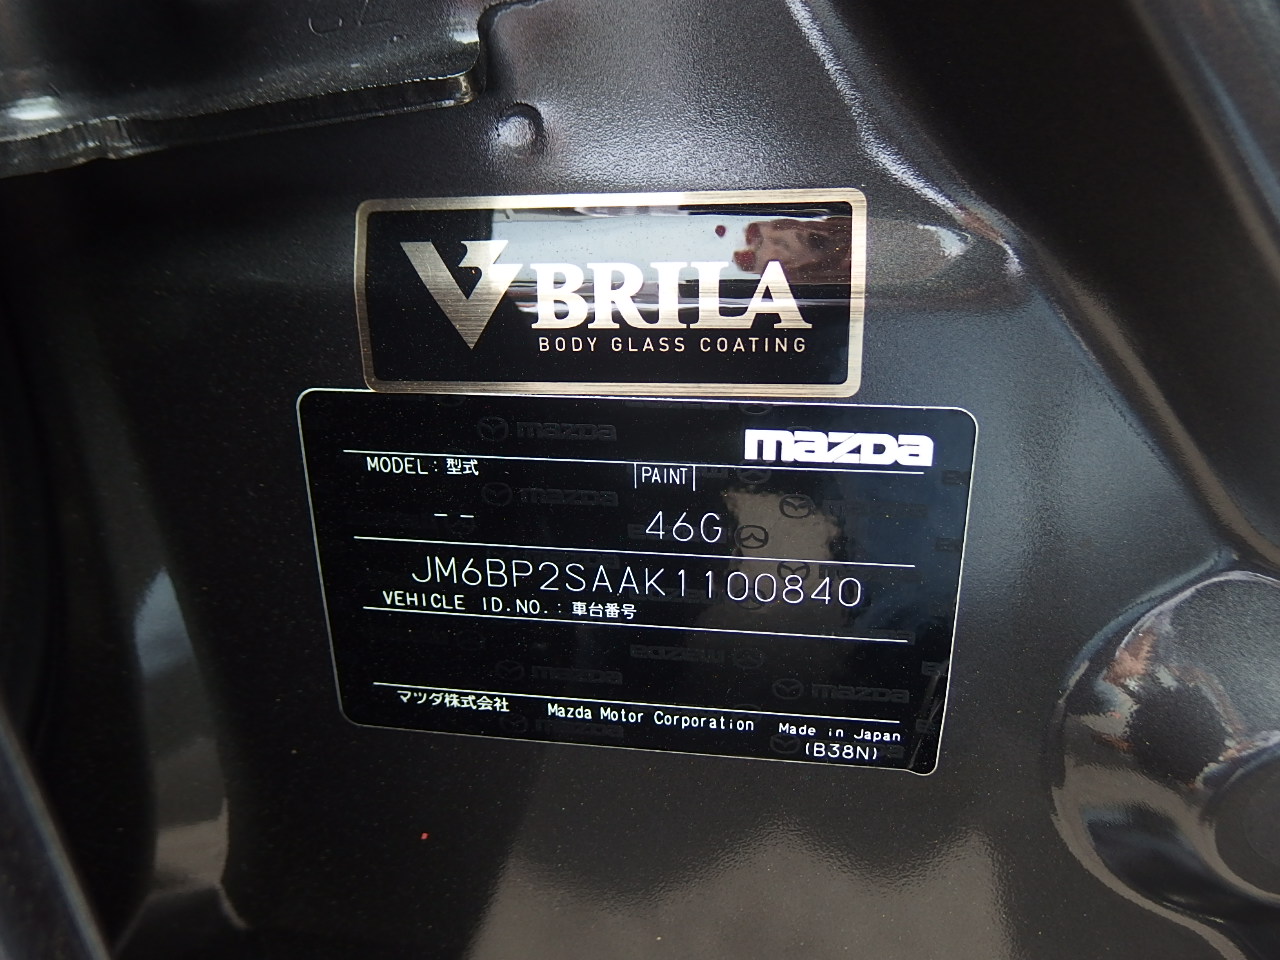 BRILA
BODY GLASS COATING
mazda
MODEL : 型式
PAINT
-- 46G
JM6BP2SAAK1100840
VEHICLE ID.NO. : 車台番号
マツダ株式会社 Mazda Motor Corporation Made in Japan
(B38N)